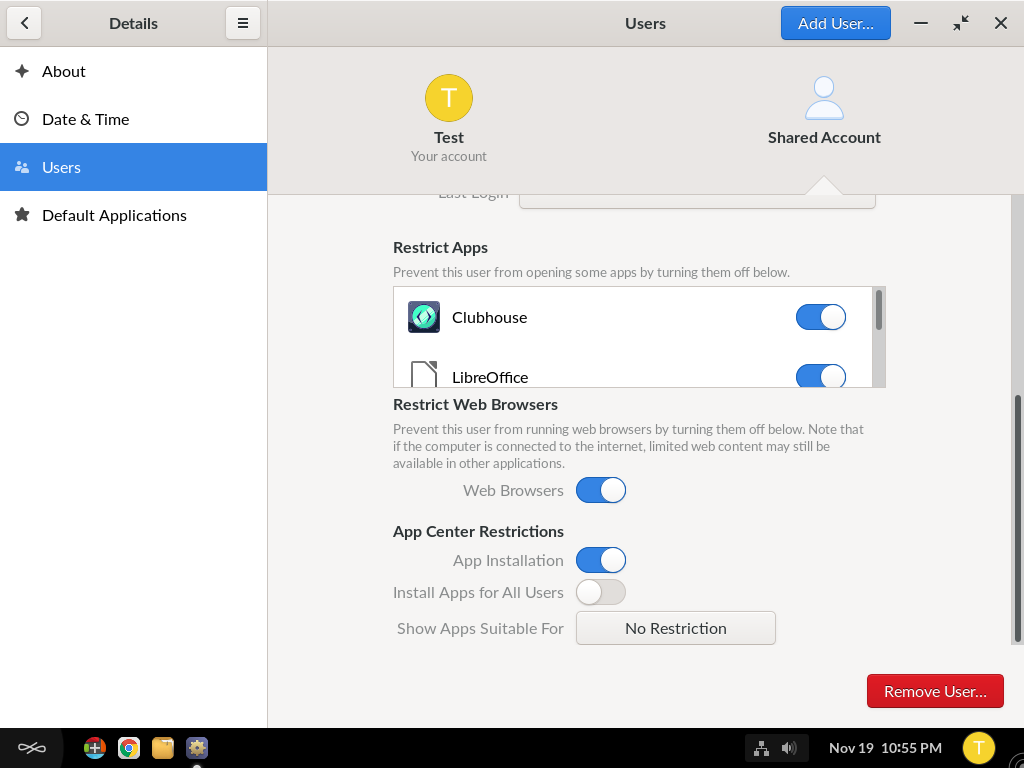 Details
Users
Add User...
About
Date & Time
Users
Default Applications
T
Test
Your account
Shared Account
Last Login
Restrict Apps
Prevent this user from opening some apps by turning them off below.
Clubhouse
LibreOffice
Restrict Web Browsers
Prevent this user from running web browsers by turning them off below. Note that
if the computer is connected to the internet, limited web content may still be
available in other applications.
Web Browsers
App Center Restrictions
App Installation
Install Apps for All Users
Show Apps Suitable For
No Restriction
Remove User...
Nov 19 10:55 PM
T